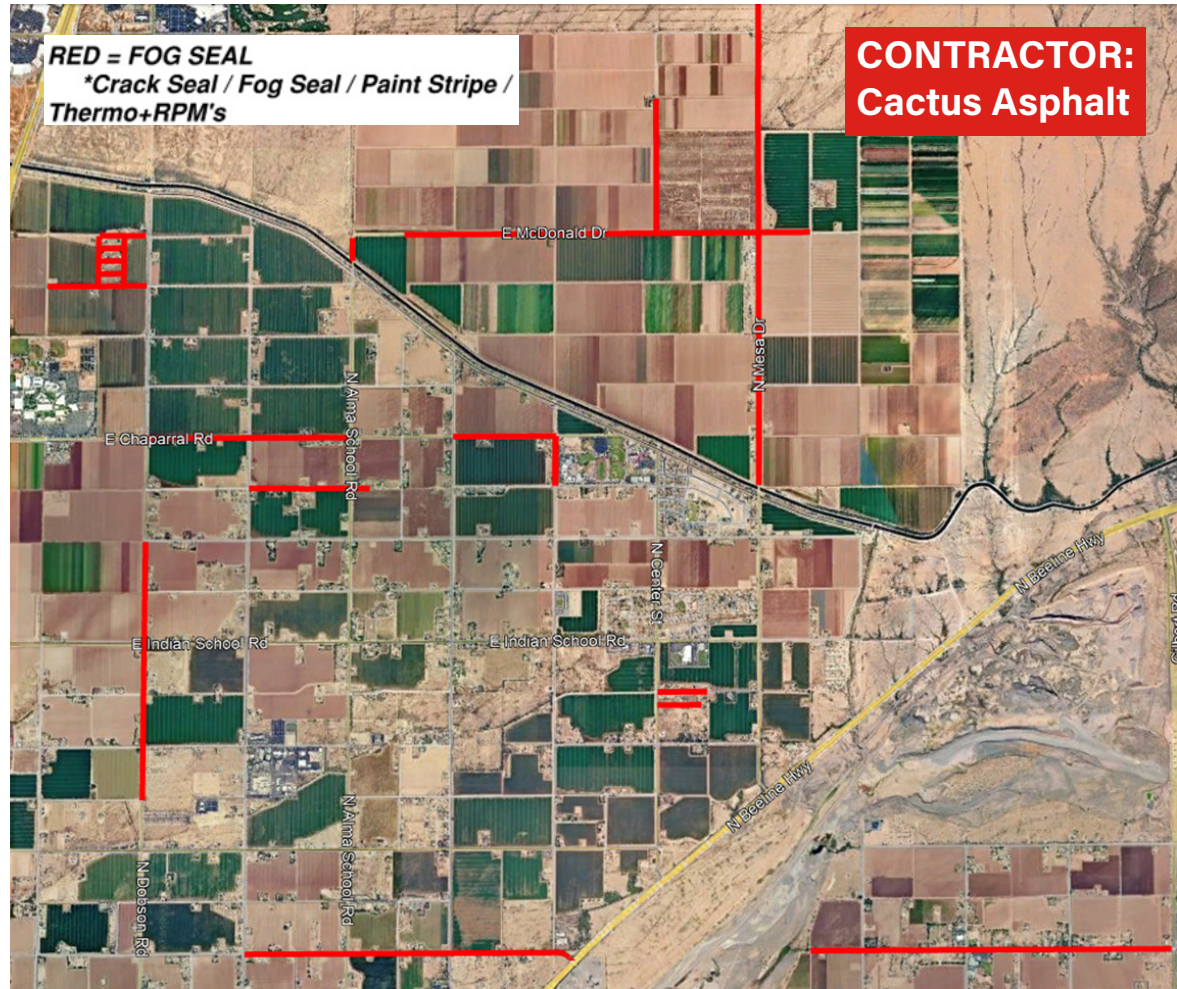 RED = FOG SEAL
*Crack Seal / Fog Seal / Paint Stripe /
Thermo+RPM's
CONTRACTOR:
Cactus Asphalt
E McDonald Dr
N Mesa Dr
N Alma School Rd
E Chaparral Rd
N Center St
N Beeline Hwy
Gilbert Rd
E Indian School Rd
E Indian School Rd
N Beeline Hwy
N Alma School Rd
N Dobson Rd